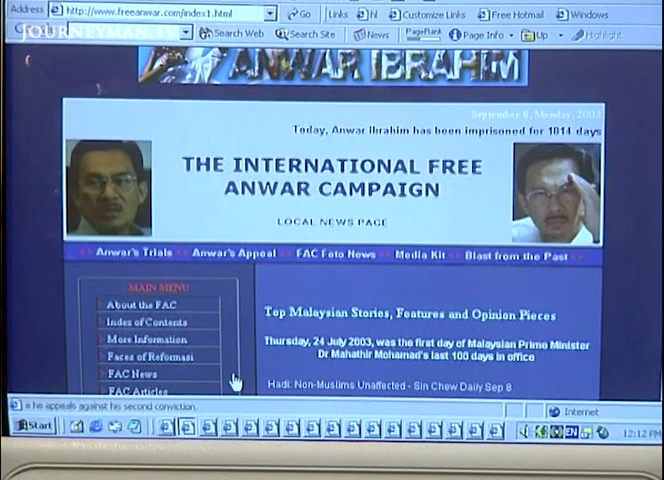 Address http://www.freeanwar.com/index1.html Go Links Customize Links Free Hotmail Windows
JOURNEYMAN.TV Search Web Search Site News PageRank Page Info Up Highlight
ANWAR IBRAHIM
September 8, Monday, 2003
Today, Anwar Ibrahim has been imprisoned for 1814 days
THE INTERNATIONAL FREE
ANWAR CAMPAIGN
LOCAL NEWS PAGE
Anwar's Trials Anwar's Appeal FAC Foto News Media Kit Blast from the Past
MAIN MENU
About the FAC
Index of Contents
More Information
Faces of Reformasi
FAC News
FAC Articles
Top Malaysian Stories, Features and Opinion Pieces
Thursday, 24 July 2003, was the first day of Malaysian Prime Minister
Dr Mahathir Mohamad's last 100 days in office
Hadi: Non-Muslims Unaffected - Sin Chew Daily Sep 8
he appeals against his second conviction.
Internet
Start EN 12:12 PM